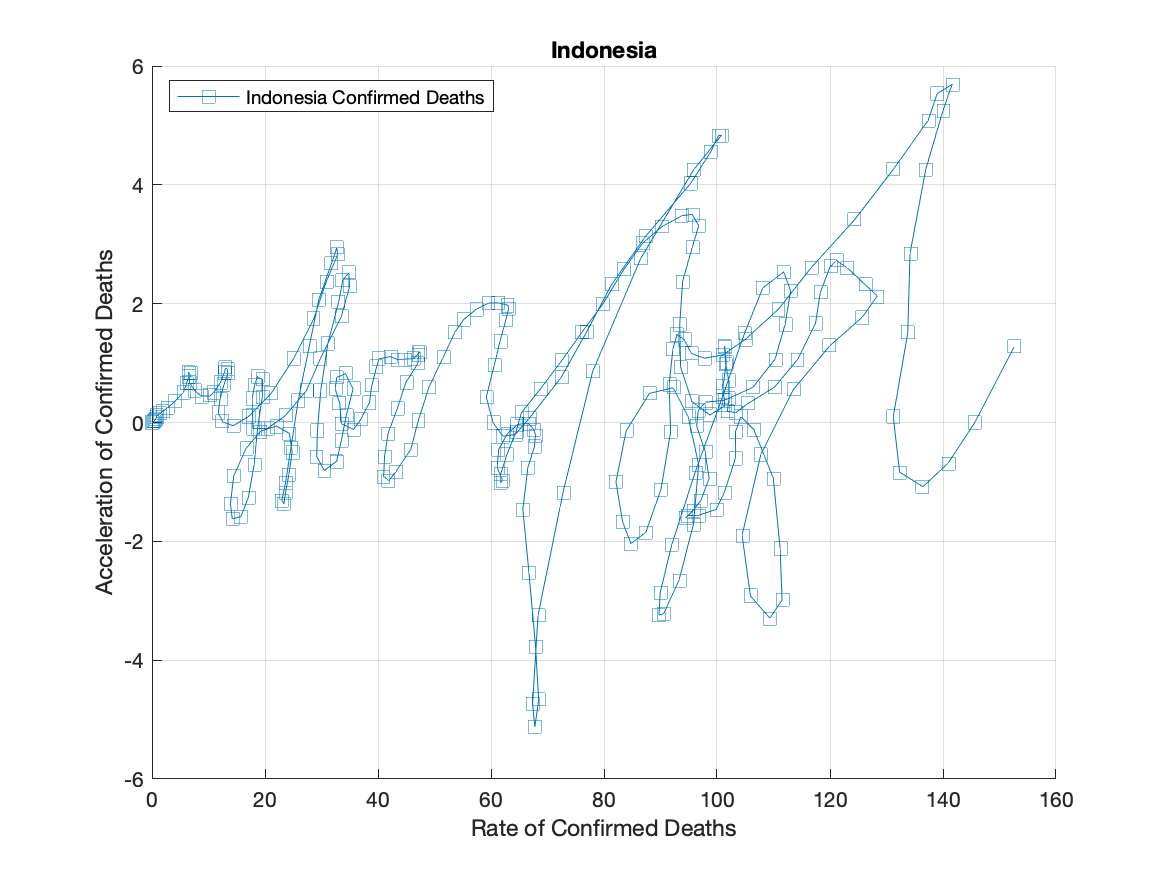 Indonesia
Indonesia Confirmed Deaths
6
4
2
0
-2
-4
-6
Acceleration of Confirmed Deaths
0 20 40 60 80 100 120 140 160
Rate of Confirmed Deaths